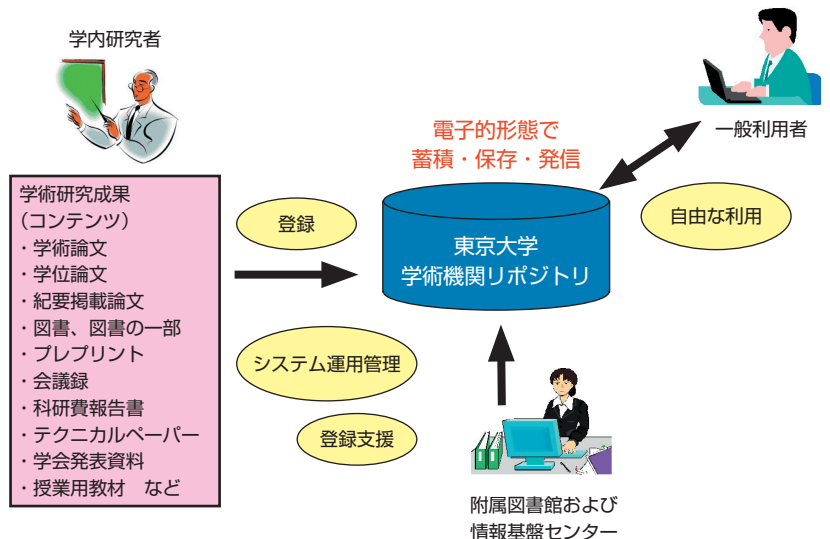 学内研究者
学術研究成果
（コンテンツ）
・学術論文
・学位論文
・紀要掲載論文
・図書、図書の一部
・プレプリント
・会議録
・科研費報告書
・テクニカルペーパー
・学会発表資料
・授業用教材　など
登録
電子的形態で
蓄積・保存・発信
東京大学
学術機関リポジトリ
一般利用者
自由な利用
システム運用管理
登録支援
附属図書館および
情報基盤センター